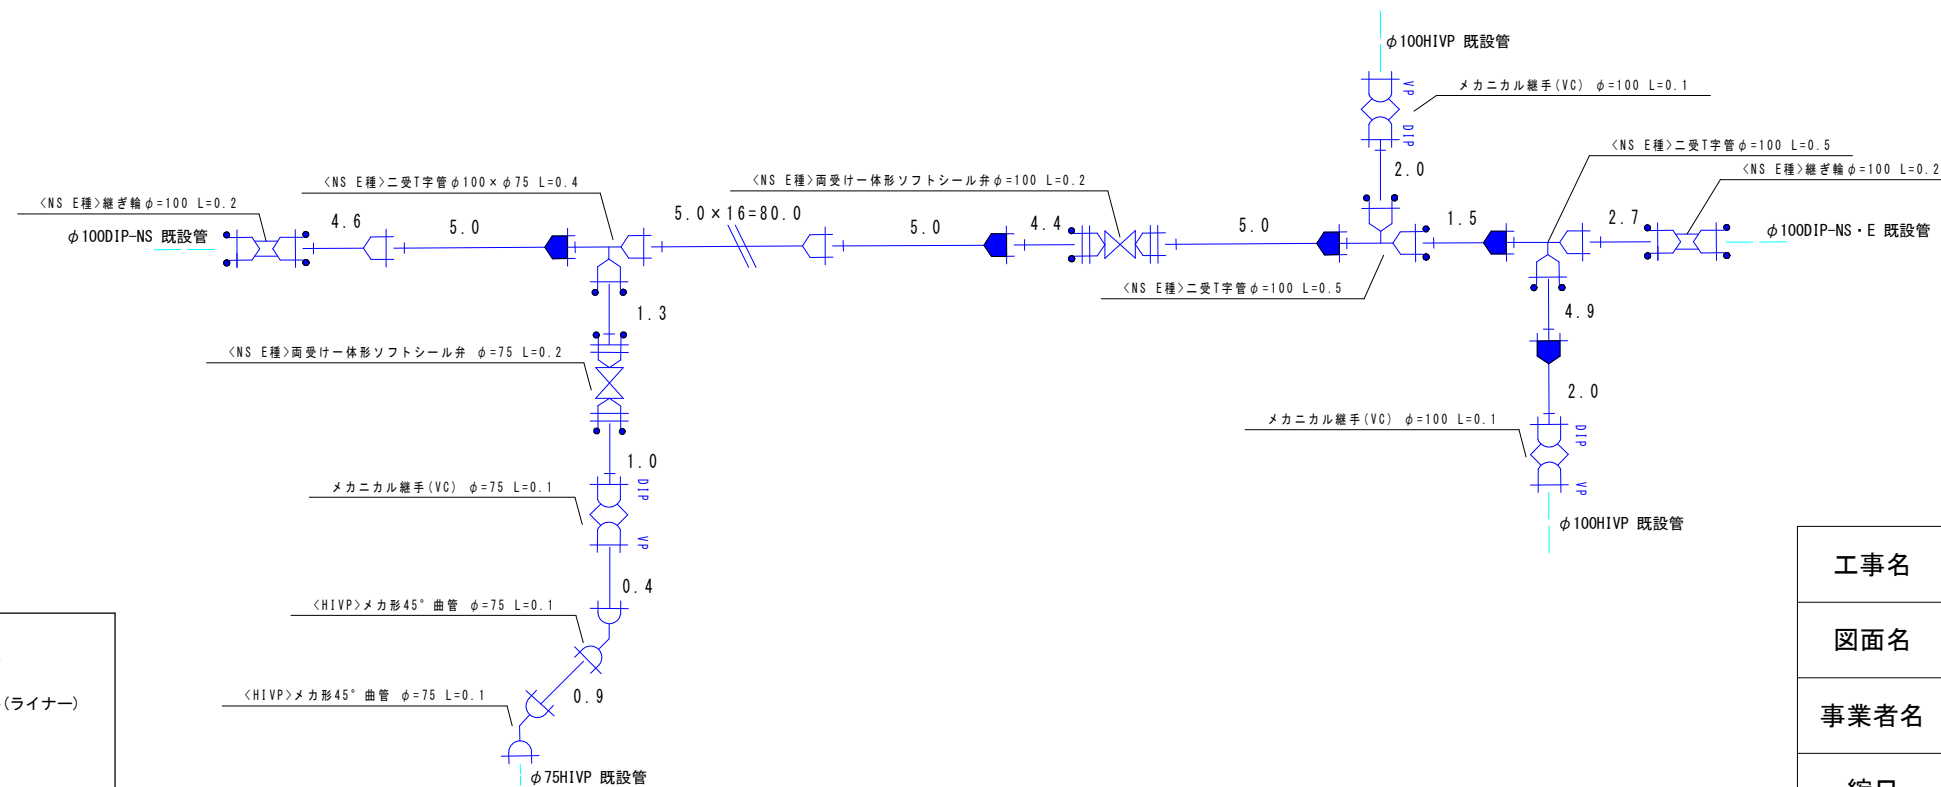 φ100HIVP 既設管
VP
メカニカル継手(VC) φ=100 L=0.1
DIP
2.0
<NS E種>二受T字管φ=100 L=0.5
<NS E種>継ぎ輪φ=100 L=0.2
<NS E種>両受け一体形ソフトシール弁φ=100 L=0.2
<NS E種>二受T字管φ100×φ75 L=0.4
<NS E種>継ぎ輪φ=100 L=0.2
φ100DIP-NS 既設管
4.6
5.0
5.0×16=80.0
5.0
4.4
5.0
1.5
2.7
φ100DIP-NS・E 既設管
<NS E種>二受T字管φ=100 L=0.5
1.3
4.9
<NS E種>両受け一体形ソフトシール弁 φ=75 L=0.2
2.0
メカニカル継手(VC) φ=100 L=0.1
DIP
VP
φ100HIVP 既設管
1.0
メカニカル継手(VC) φ=75 L=0.1
DIP
VP
0.4
<HIVP>メカ形45°曲管 φ=75 L=0.1
0.9
<HIVP>メカ形45°曲管 φ=75 L=0.1
φ75HIVP 既設管
(ライナー)
工事名
図面名
事業者名